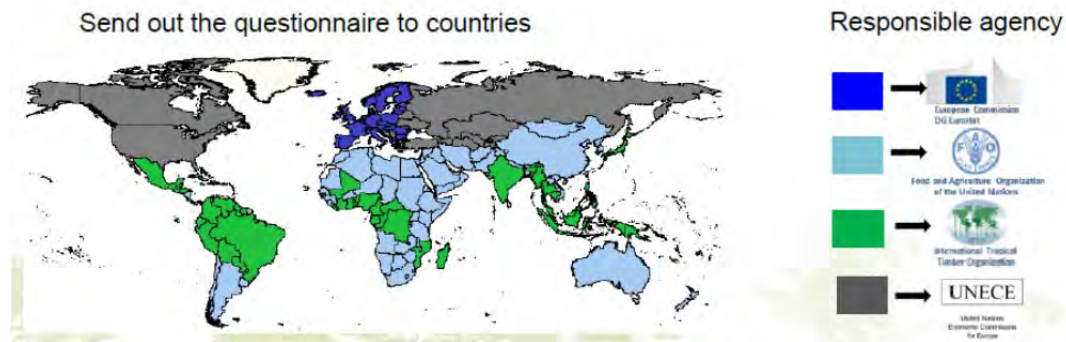 Send out the questionnaire to countries
Responsible agency
European Commission
DG Eurostat
FAO
Food and Agriculture Organization
of the United Nations
International Tropical
Timber Organization
UNECE
United Nations
Economic Commission
for Europe